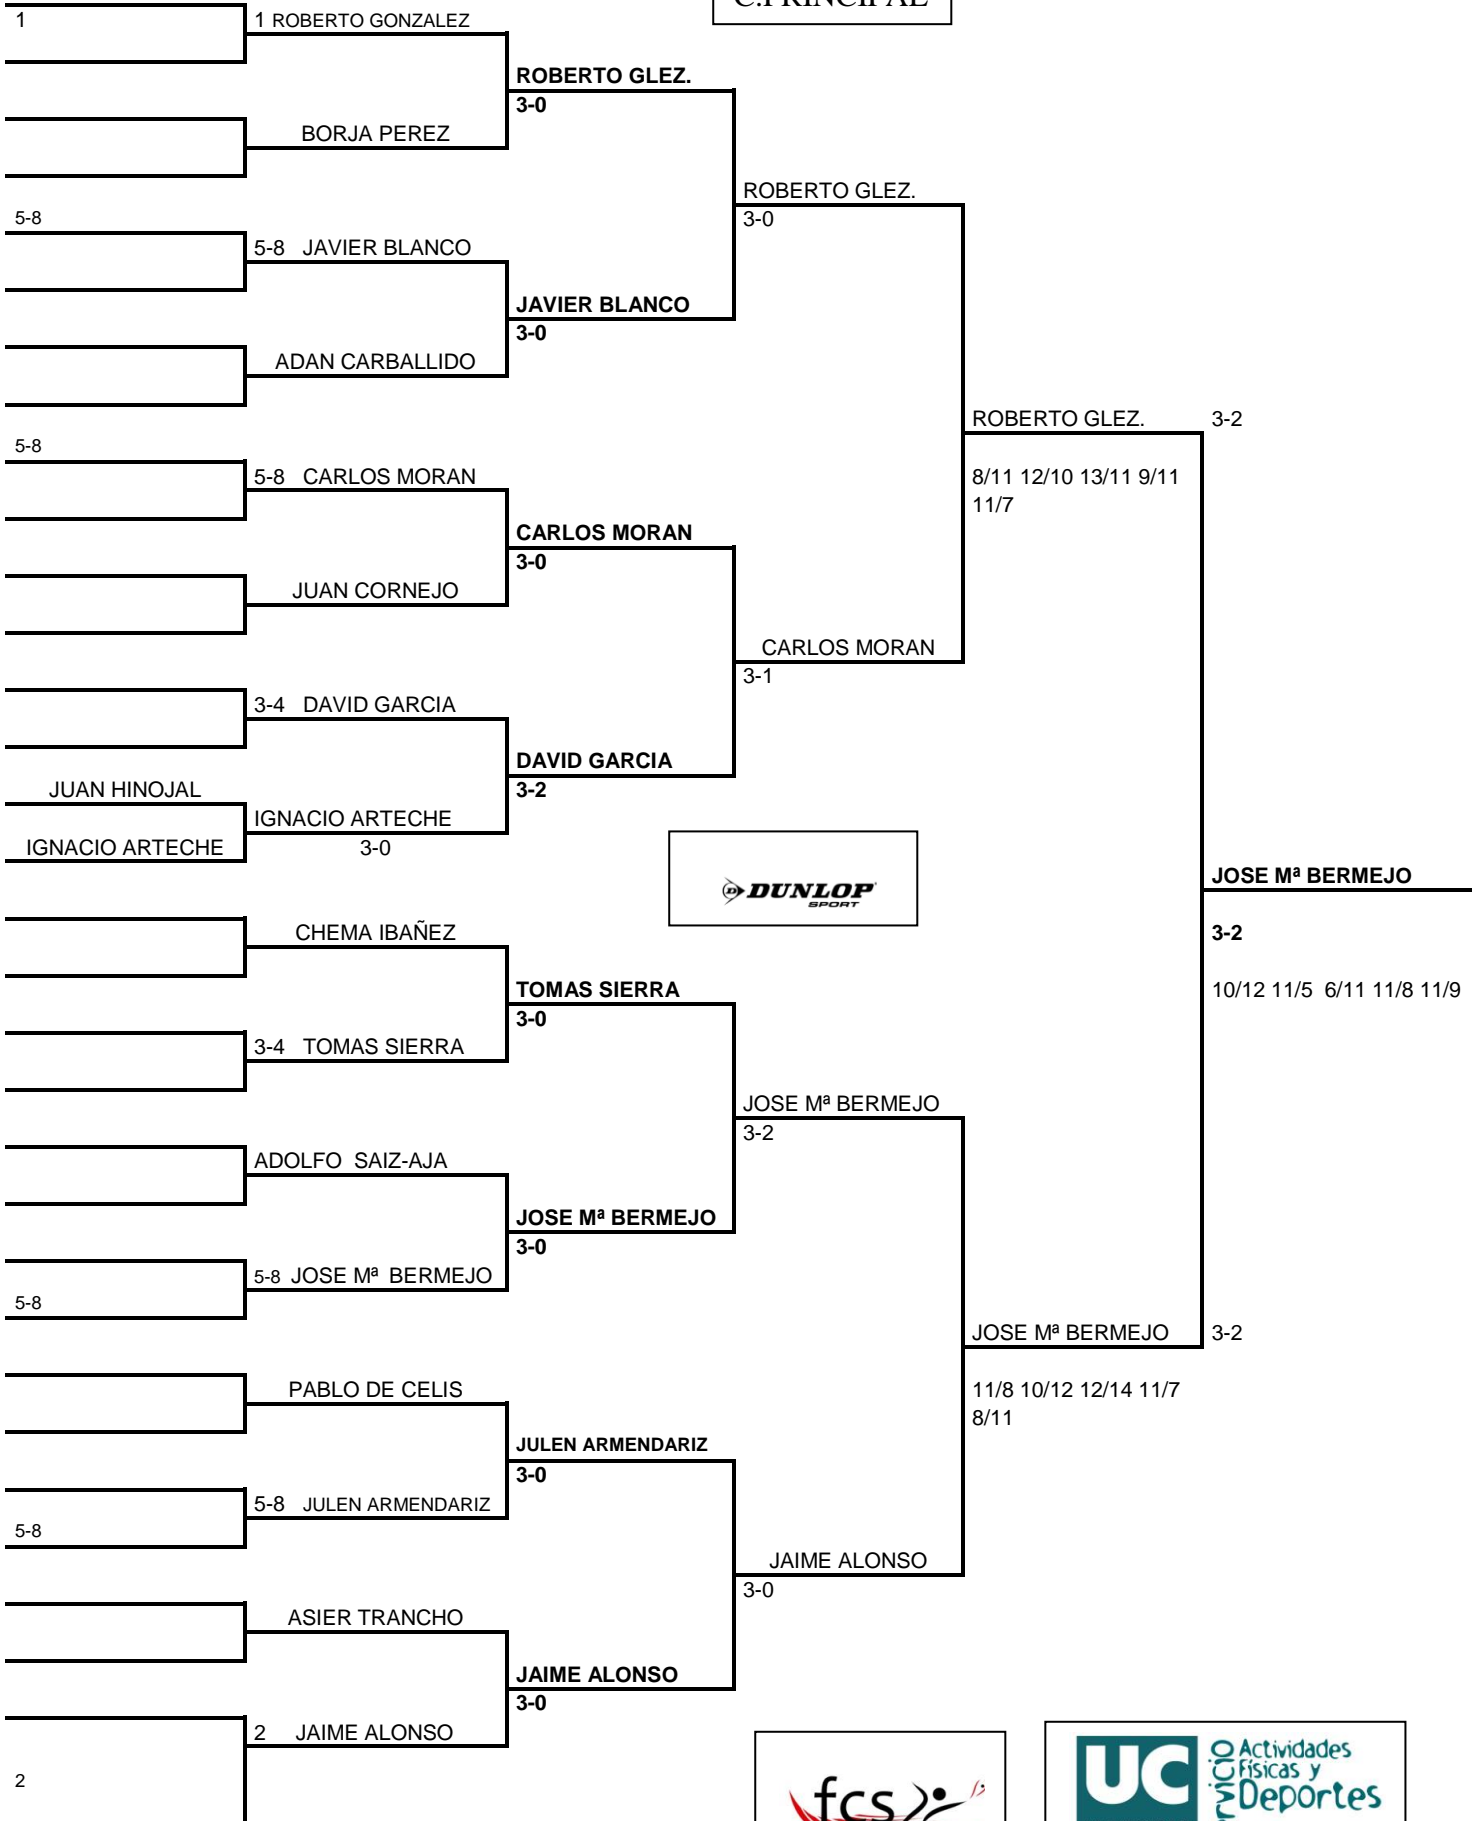 C.PRINCIPAL
1
1 ROBERTO GONZALEZ
ROBERTO GLEZ.
3-0
BORJA PEREZ
ROBERTO GLEZ.
3-0
5-8
5-8 JAVIER BLANCO
JAVIER BLANCO
3-0
ADAN CARBALLIDO
ROBERTO GLEZ. 3-2
8/11 12/10 13/11 9/11
11/7
5-8
5-8 CARLOS MORAN
CARLOS MORAN
3-0
JUAN CORNEJO
CARLOS MORAN
3-1
3-4 DAVID GARCIA
DAVID GARCIA
3-2
JUAN HINOJAL
IGNACIO ARTECHE
IGNACIO ARTECHE
3-0
DUNLOP
SPORT
JOSE Mª BERMEJO
3-2
10/12 11/5 6/11 11/8 11/9
CHEMA IBAÑEZ
TOMAS SIERRA
3-0
3-4 TOMAS SIERRA
JOSE Mª BERMEJO
3-2
ADOLFO SAIZ-AJA
JOSE Mª BERMEJO
3-0
5-8 JOSE Mª BERMEJO
5-8
JOSE Mª BERMEJO 3-2
11/8 10/12 12/14 11/7
8/11
PABLO DE CELIS
JULEN ARMENDARIZ
3-0
5-8 JULEN ARMENDARIZ
5-8
JAIME ALONSO
3-0
ASIER TRANCHO
JAIME ALONSO
3-0
2 JAIME ALONSO
2
fcs
UC
Actividades
Físicas y
Deportes